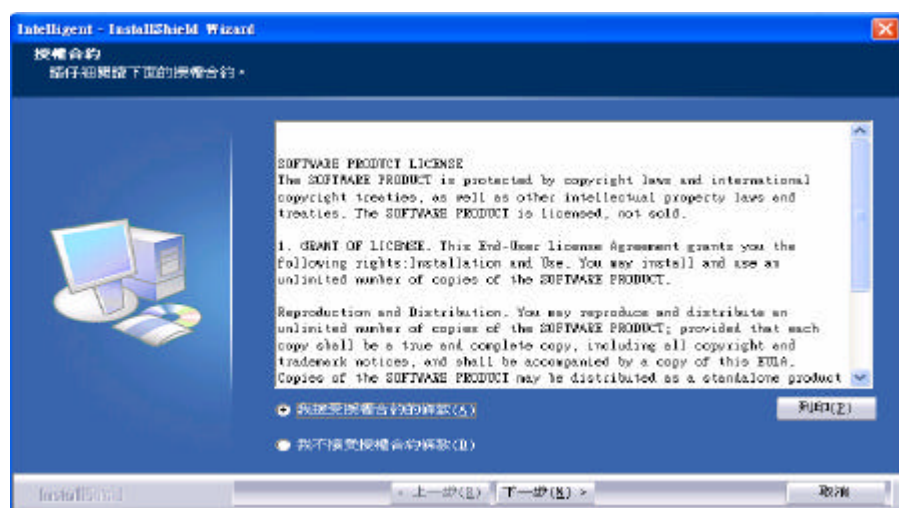 Intelligent - InstallShield Wizard
授權合約
請仔細閱讀下面的授權合約。
SOFTWARE PRODUCT LICENSE
The SOFTWARE PRODUCT is protected by copyright laws and international
copyright treaties, as well as other intellectual property laws and
treaties. The SOFTWARE PRODUCT is licensed, not sold.
1. GRANT OF LICENSE. This End-User License Agreement grants you the
following rights:Installation and Use. You may install and use an
unlimited number of copies of the SOFTWARE PRODUCT.
Reproduction and Distribution. You may reproduce and distribute an
unlimited number of copies of the SOFTWARE PRODUCT; provided that each
copy shall be a true and complete copy, including all copyright and
trademark notices, and shall be accompanied by a copy of this EULA.
Copies of the SOFTWARE PRODUCT may be distributed as a standalone product
我接受授權合約的條款(A)
列印(P)
我不接受授權合約條款(D)
InstallShield
< 上一步(B) 下一步(N) > 取消